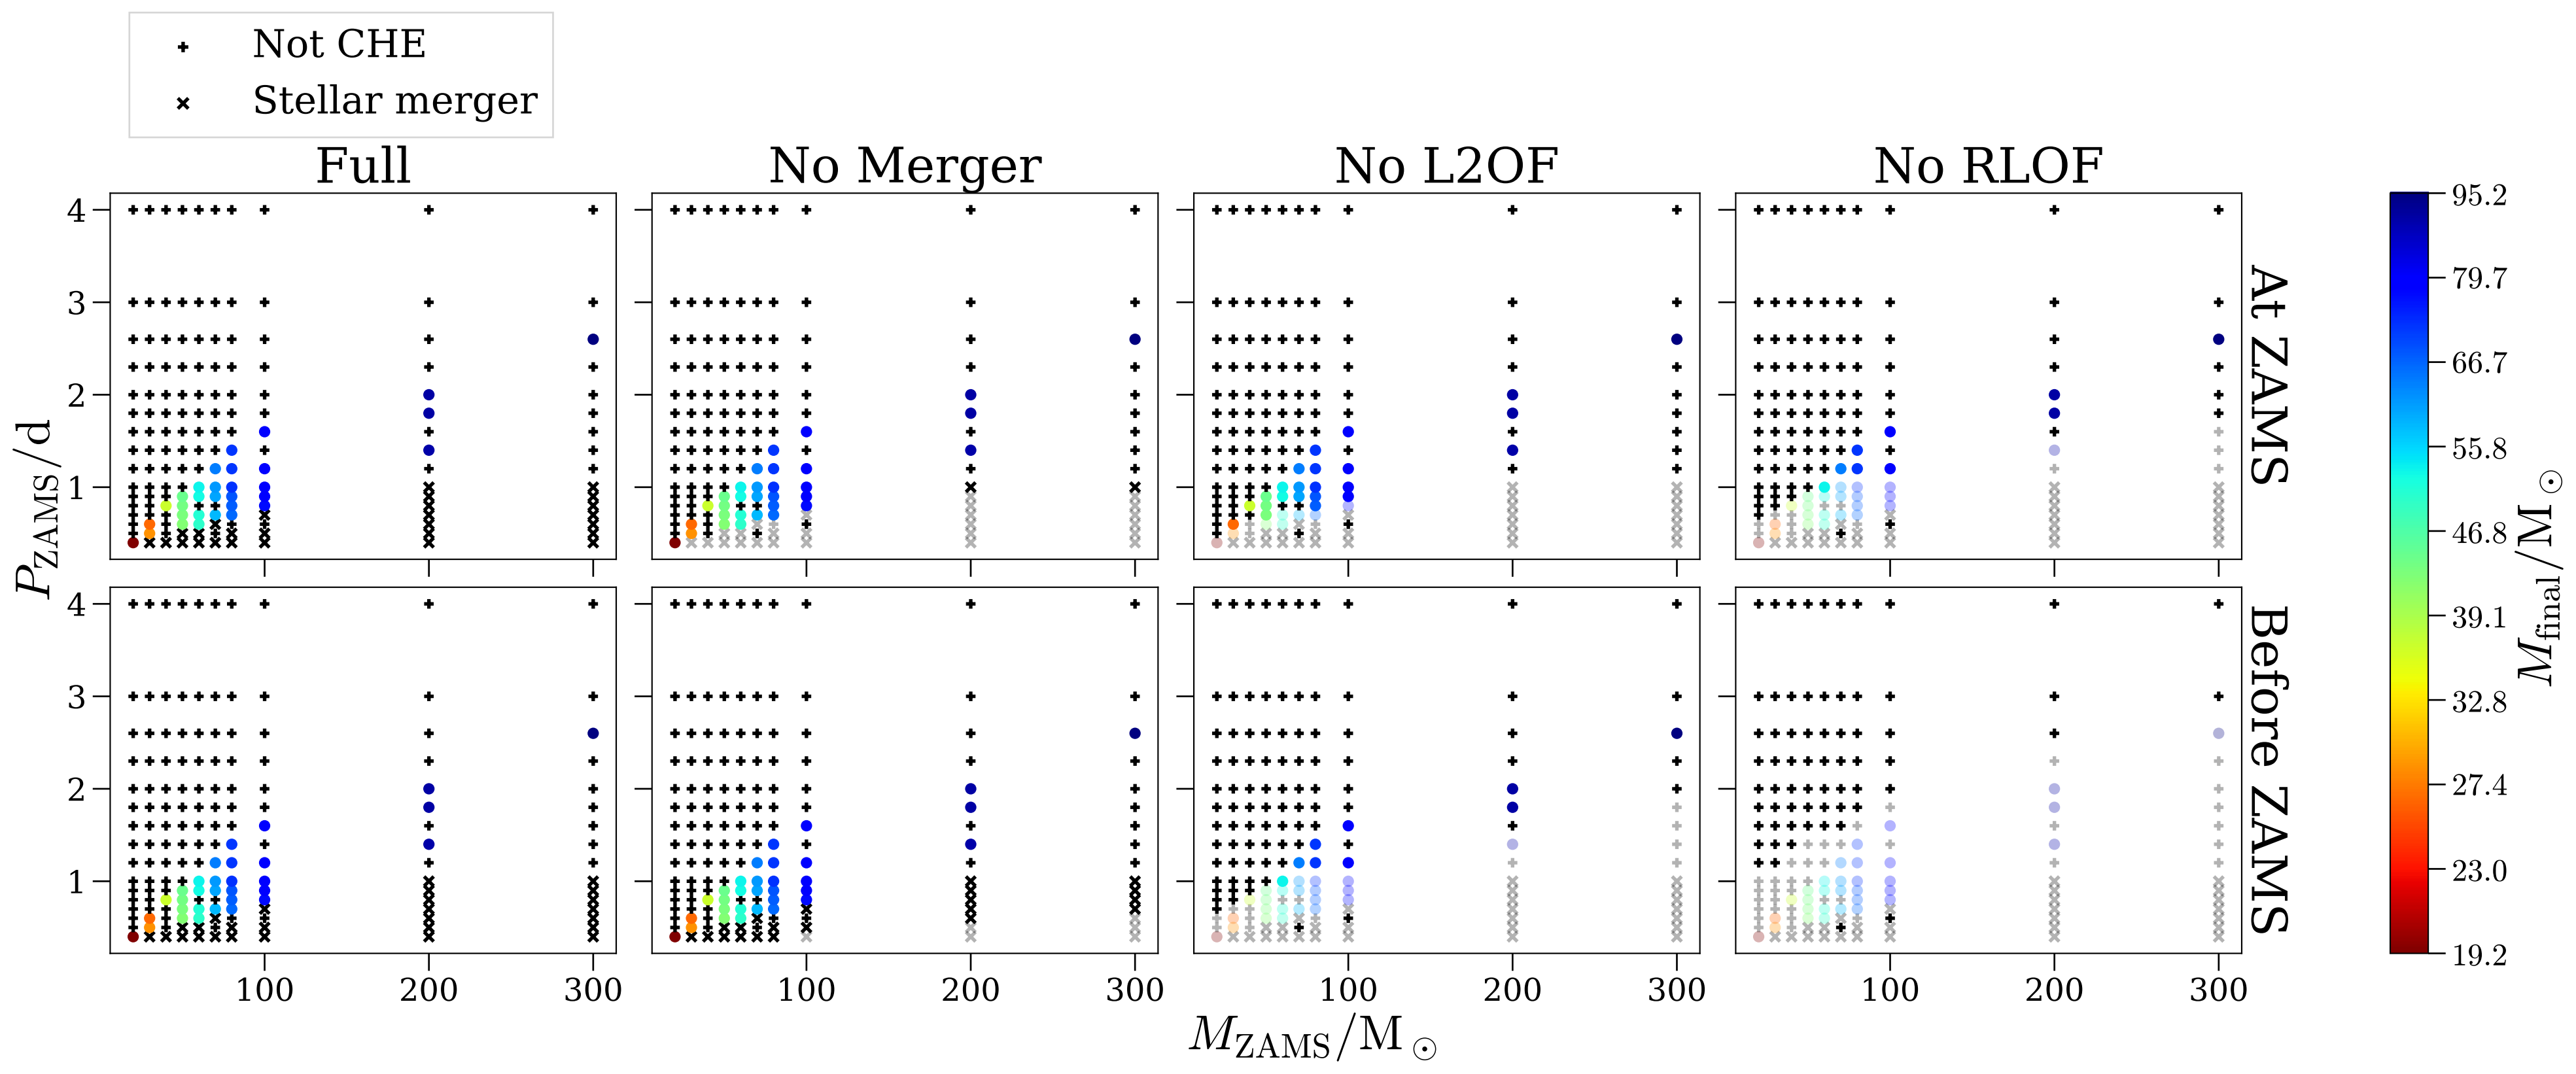 Not CHE
Stellar merger
Full
No Merger
No L2OF
No RLOF
4
3
2
1
At ZAMS
4
3
2
1
Before ZAMS
P_ZAMS/d
100 200 300
100 200 300
100 200 300
100 200 300
M_ZAMS/M_⊙
95.2
79.7
66.7
55.8
46.8
39.1
32.8
27.4
23.0
19.2
M_final/M_⊙